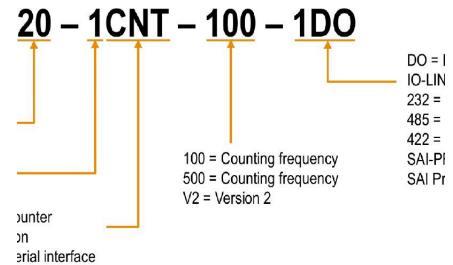 20 – 1CNT – 100 – 1DO
DO =
IO-LIN
232 =
485 =
422 =
SAI-P
SAI Pr
100 = Counting frequency
500 = Counting frequency
V2 = Version 2
ounter
on
erial interface